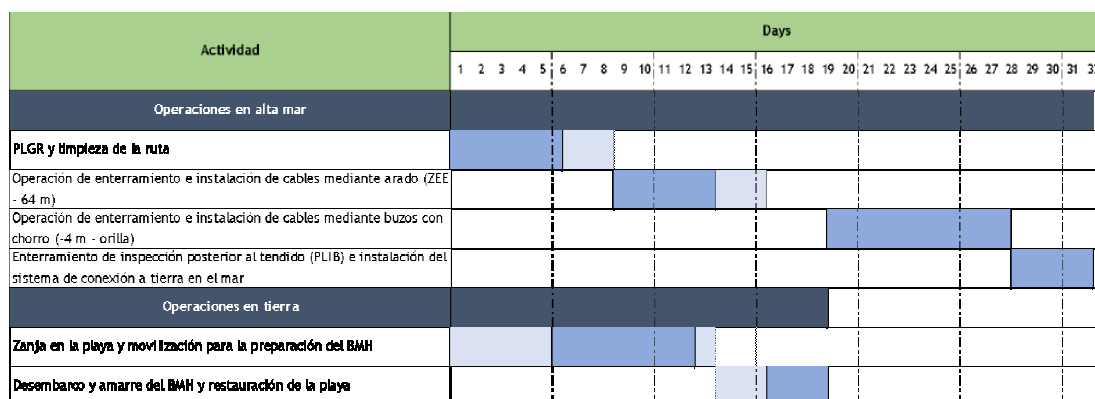 Actividad
Days
1 2 3 4 5 6 7 8 9 10 11 12 13 14 15 16 17 18 19 20 21 22 23 24 25 26 27 28 29 30 31
Operaciones en alta mar
PLGR y limpieza de la ruta
Operación de enterramiento e instalación de cables mediante arado (ZEE
- 64 m)
Operación de enterramiento e instalación de cables mediante buzos con
chorro (-4 m - orilla)
Enterramiento de inspección posterior al tendido (PLIB) e instalación del
sistema de conexión a tierra en el mar
Operaciones en tierra
Zanja en la playa y movilización para la preparación del BMH
Desembarco y amarre del BMH y restauración de la playa